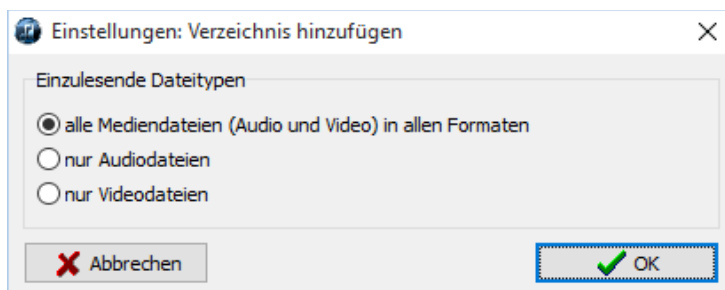 Einstellungen: Verzeichnis hinzufügen
Einzulesende Dateitypen
alle Mediendateien (Audio und Video) in allen Formaten
nur Audiodateien
nur Videodateien
Abbrechen
OK